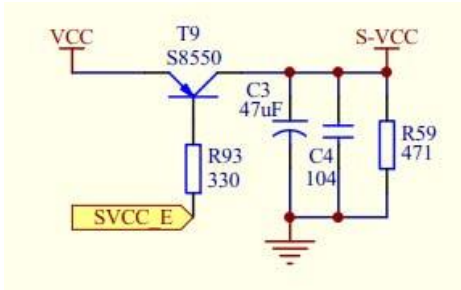 VCC
T9
S8550
S-VCC
C3
47uF
R59
471
C4
104
R93
330
SVCC_E